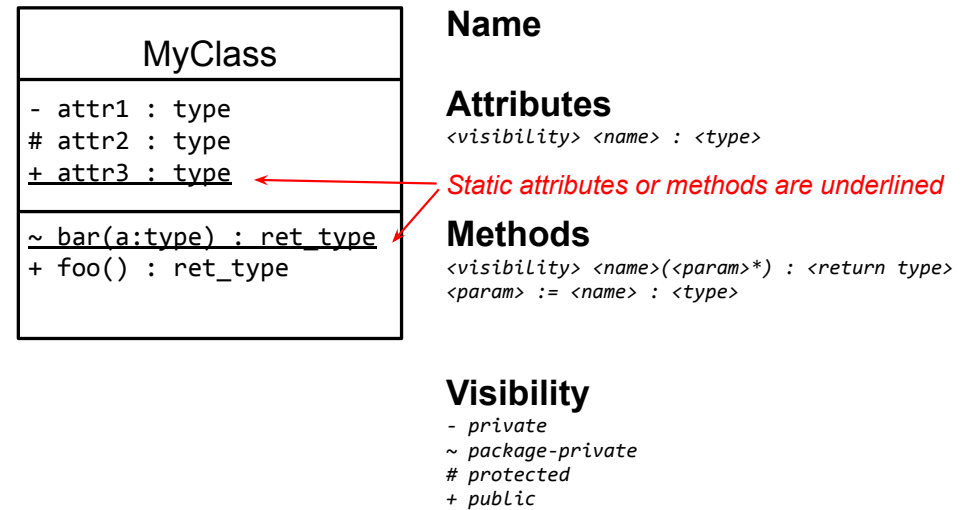 MyClass
- attr1 : type
# attr2 : type
+ attr3 : type
~ bar(a:type) : ret_type
+ foo() : ret_type
Name
Attributes
<visibility> <name> : <type>
Static attributes or methods are underlined
Methods
<visibility> <name>(<param>*) : <return type>
<param> := <name> : <type>
Visibility
- private
~ package-private
# protected
+ public